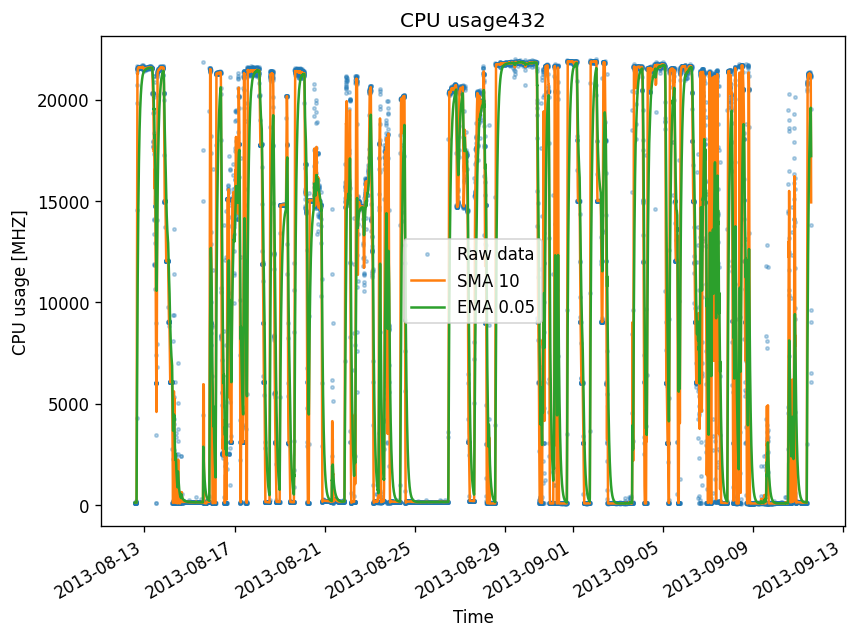 CPU usage432
CPU usage [MHZ]
20000
15000
10000
5000
0
Raw data
SMA 10
EMA 0.05
2013-08-13
2013-08-17
2013-08-21
2013-08-25
2013-08-29
2013-09-01
2013-09-05
2013-09-09
2013-09-13
Time